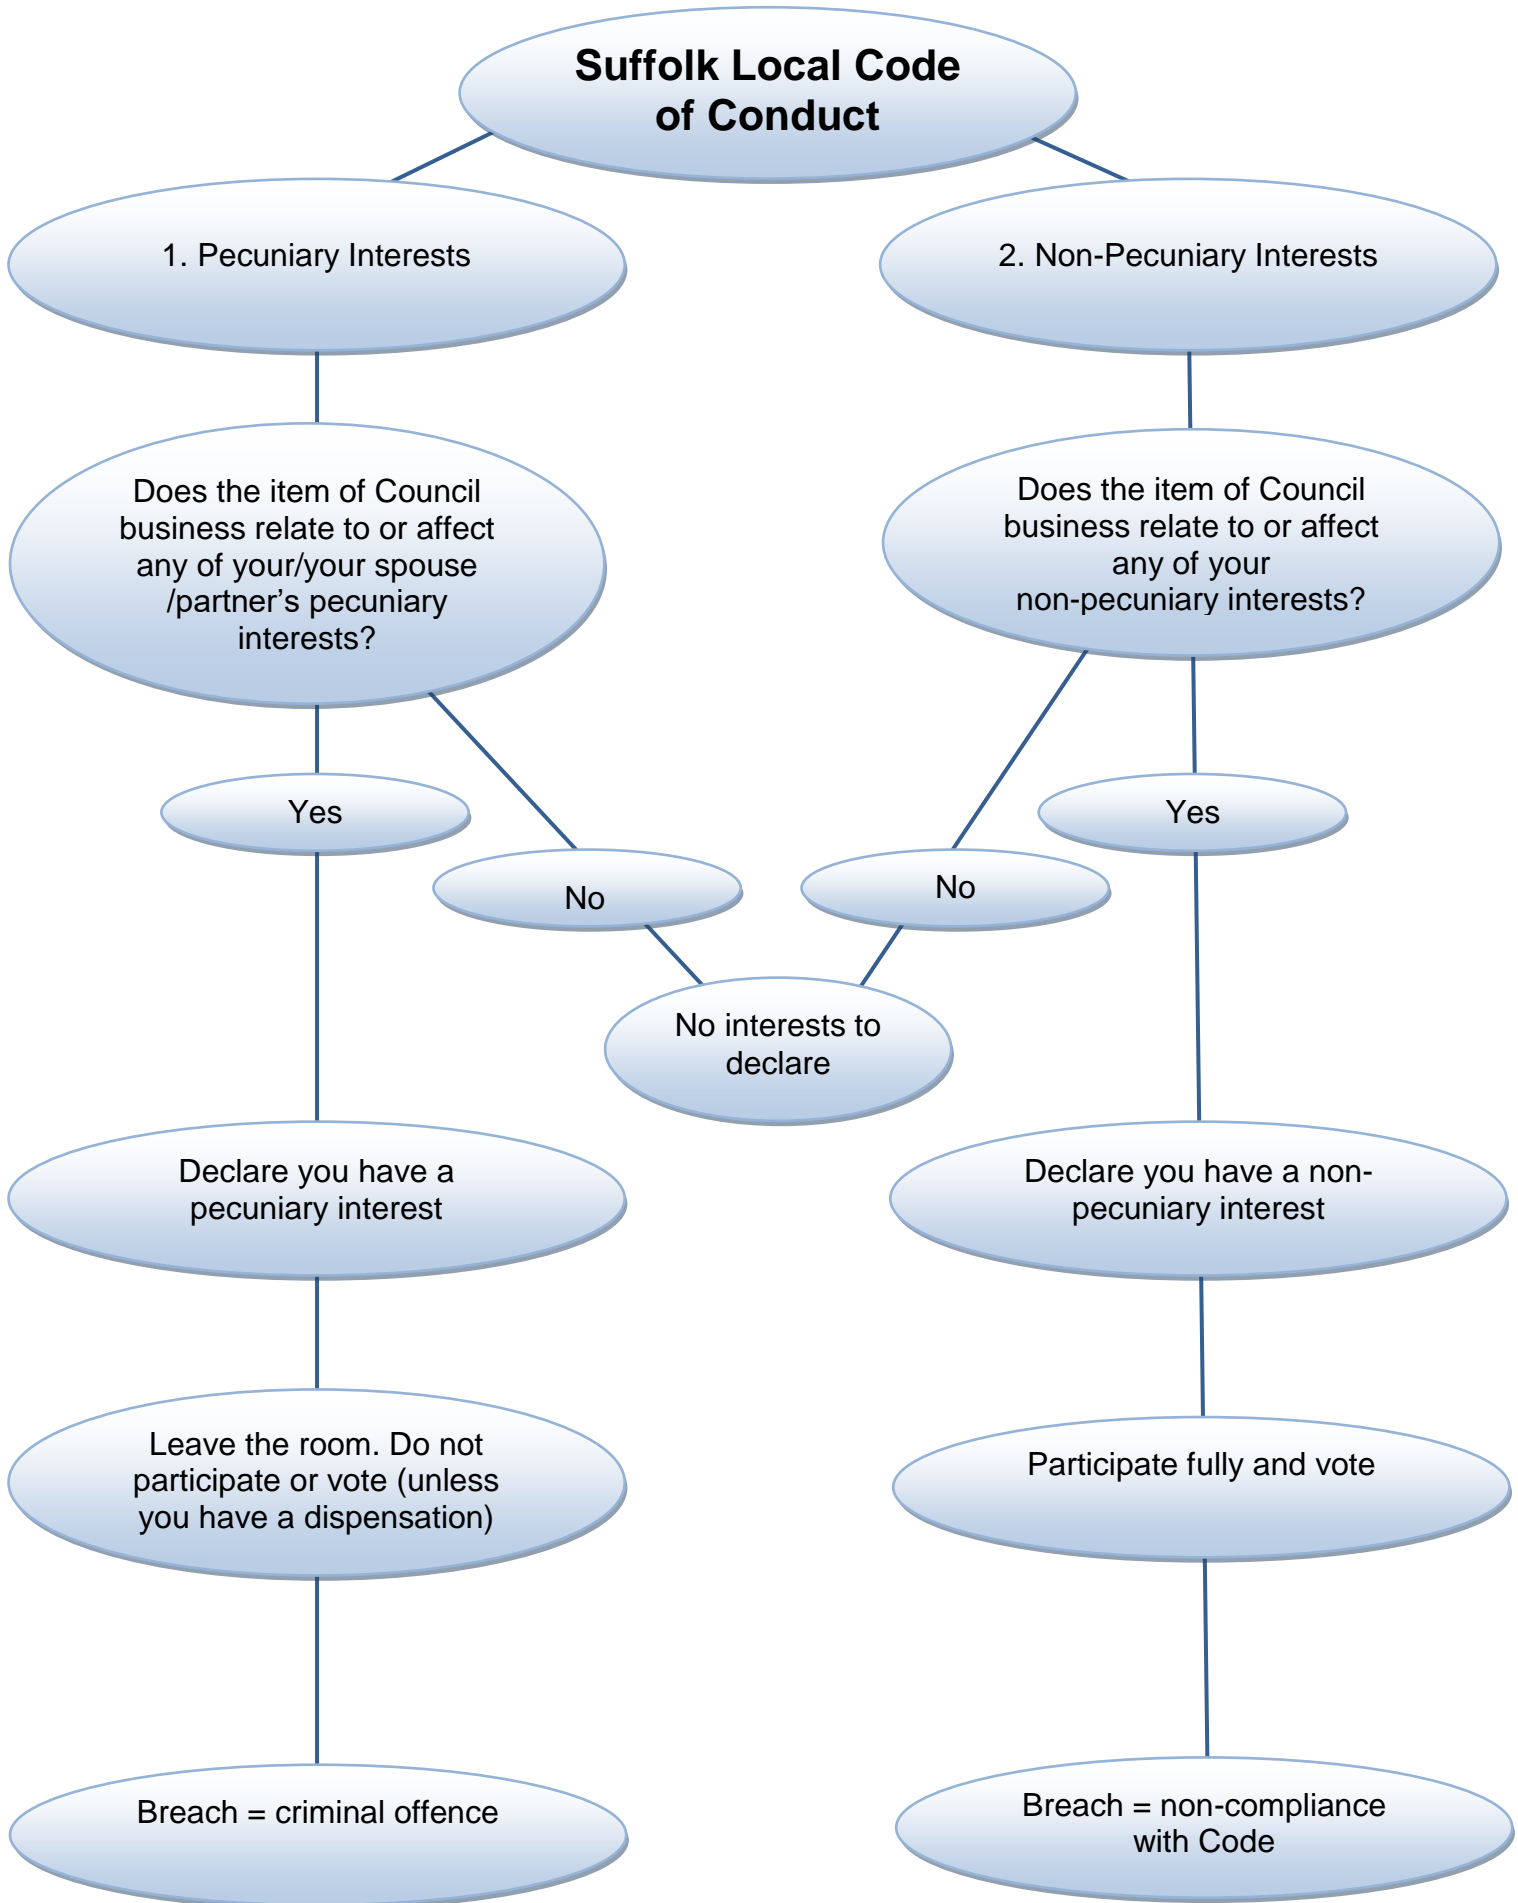 Suffolk Local Code
of Conduct
1. Pecuniary Interests
2. Non-Pecuniary Interests
Does the item of Council
business relate to or affect
any of your/your spouse
/partner’s pecuniary
interests?
Does the item of Council
business relate to or affect
any of your
non-pecuniary interests?
Yes
Yes
No
No
No interests to
declare
Declare you have a
pecuniary interest
Declare you have a non-
pecuniary interest
Leave the room. Do not
participate or vote (unless
you have a dispensation)
Participate fully and vote
Breach = criminal offence
Breach = non-compliance
with Code